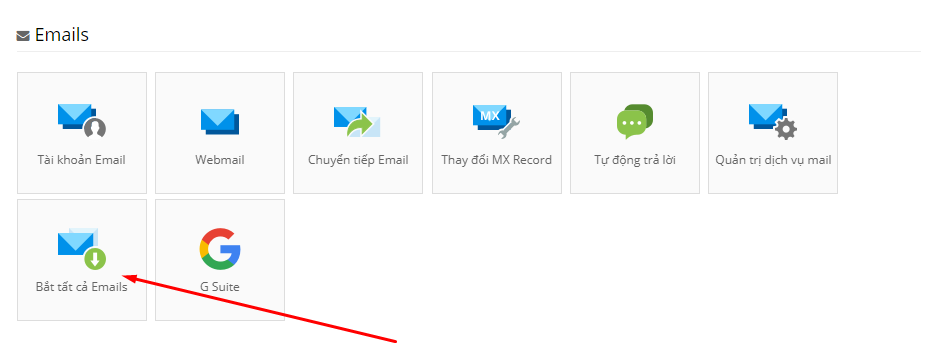 Emails
Tài khoản Email
Webmail
Chuyển tiếp Email
MX
Thay đổi MX Record
Tự động trả lời
Quản trị dịch vụ mail
Bắt tất cả Emails
G Suite